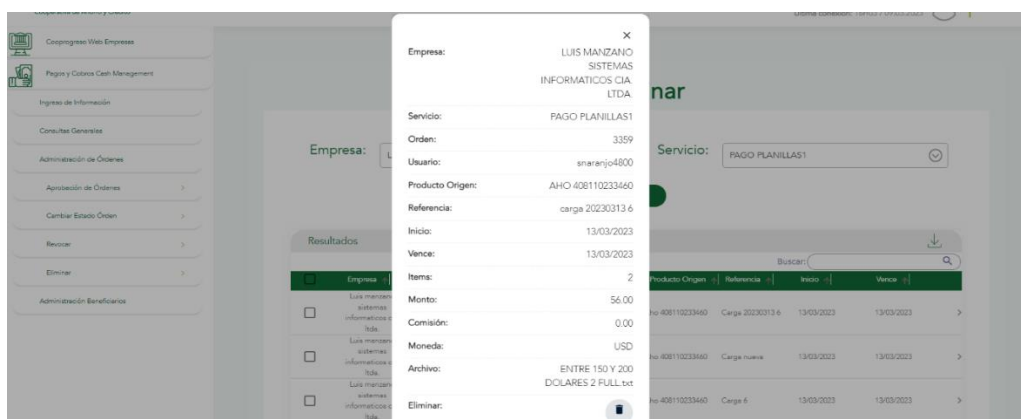 Cooprogreso Web Empresas
Pagos y Cobros Cash Management
Ingreso de Información
Consultas Generales
Administración de Órdenes
Aprobación de Órdenes
Cambiar Estado Órden
Revocar
Eliminar
Administración Beneficiarios
nar
Empresa:
Servicio:
PAGO PLANILLAS1
Resultados
Buscar:
Empresa
Producto Origen
Referencia
Inicio
Vence
Luis manzano
sistemas
informaticos c
ltda.
ho 408110233460
Carga 20230313 6
13/03/2023
13/03/2023
Luis manzano
sistemas
informaticos c
ltda.
ho 408110233460
Carga nueva
13/03/2023
13/03/2023
Luis manzano
sistemas
informaticos c
ltda.
ho 408110233460
Carga 6
13/03/2023
13/03/2023
Empresa:
LUIS MANZANO
SISTEMAS
INFORMATICOS CIA.
LTDA.
Servicio: PAGO PLANILLAS1
Orden: 3359
Usuario: snaranjo4800
Producto Origen: AHO 408110233460
Referencia: carga 20230313 6
Inicio: 13/03/2023
Vence: 13/03/2023
Items: 2
Monto: 56.00
Comisión: 0.00
Moneda: USD
Archivo: ENTRE 150 Y 200
DOLARES 2 FULL.txt
Eliminar: